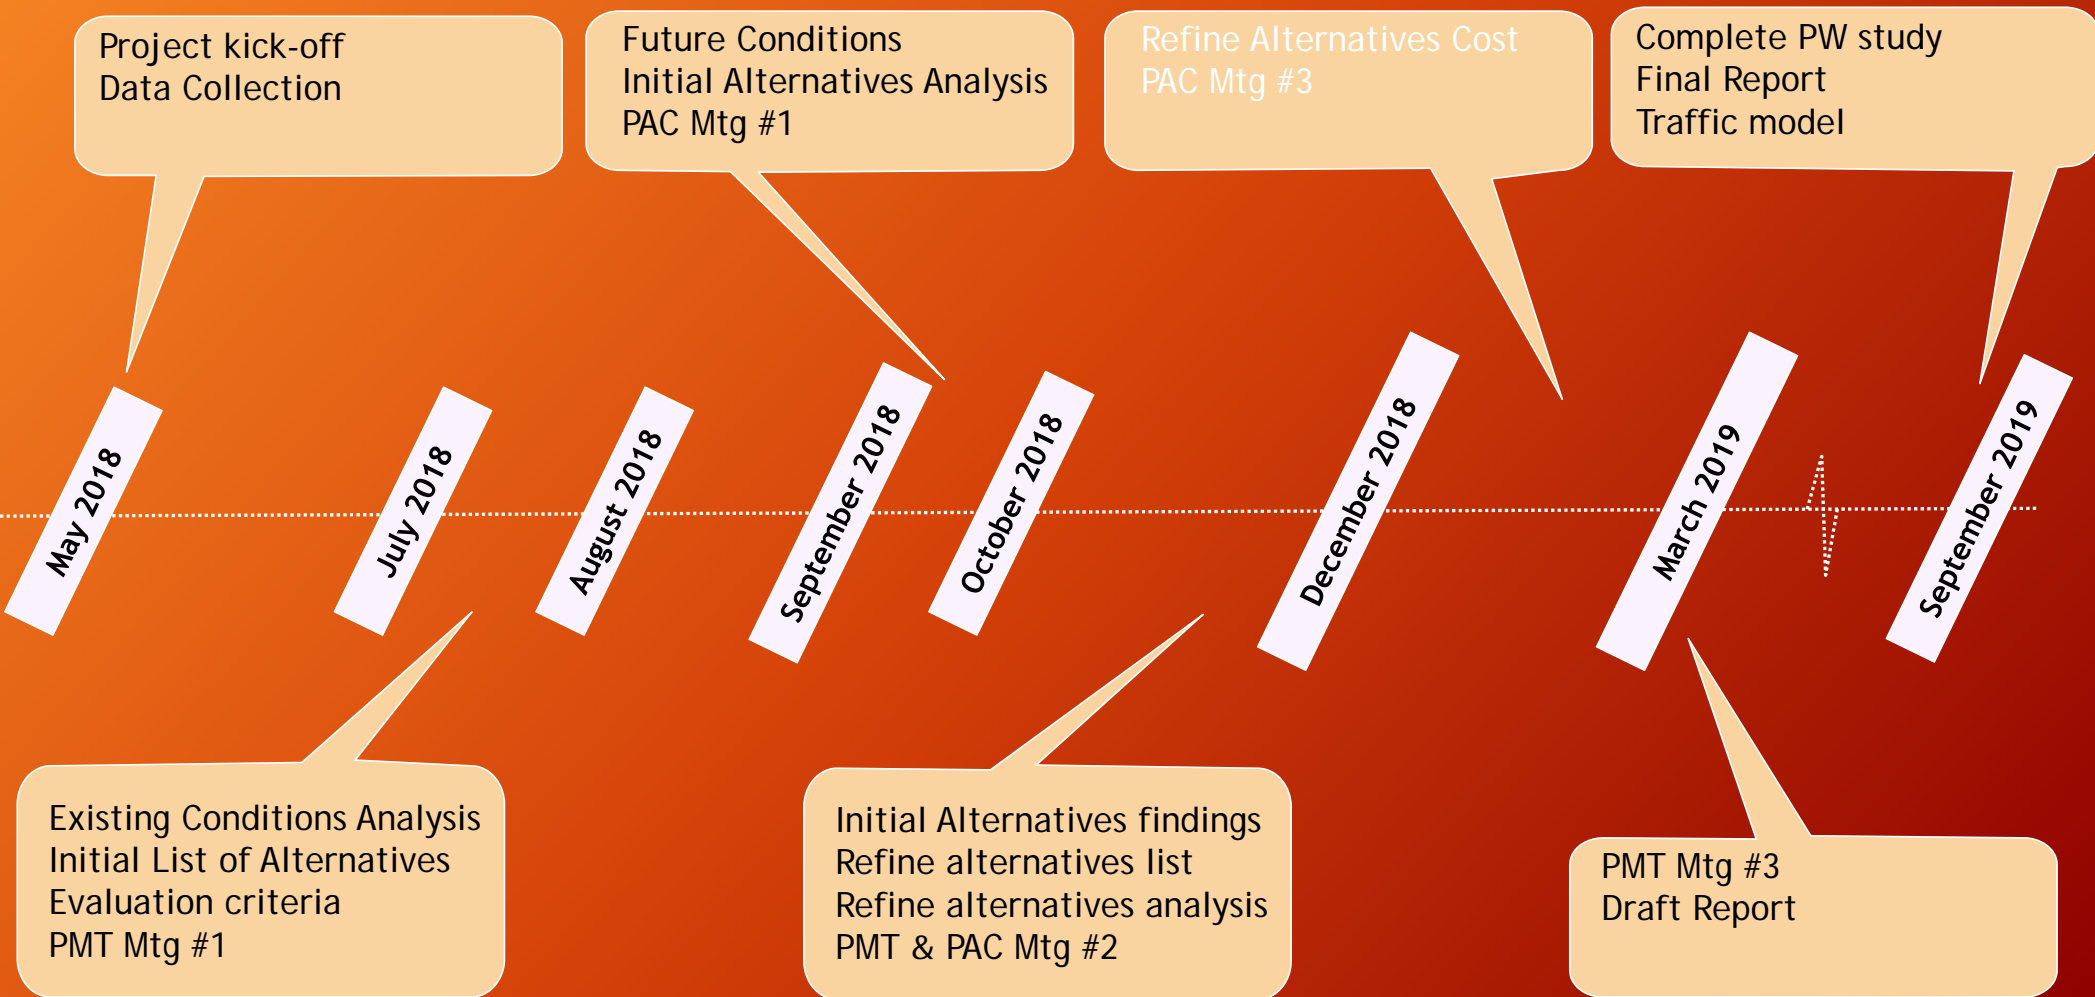 Project kick-off
Data Collection
Future Conditions
Initial Alternatives Analysis
PAC Mtg #1
Refine Alternatives Cost
PAC Mtg #3
Complete PW study
Final Report
Traffic model
May 2018
July 2018
August 2018
September 2018
October 2018
December 2018
March 2019
September 2019
Existing Conditions Analysis
Initial List of Alternatives
Evaluation criteria
PMT Mtg #1
Initial Alternatives findings
Refine alternatives list
Refine alternatives analysis
PMT & PAC Mtg #2
PMT Mtg #3
Draft Report